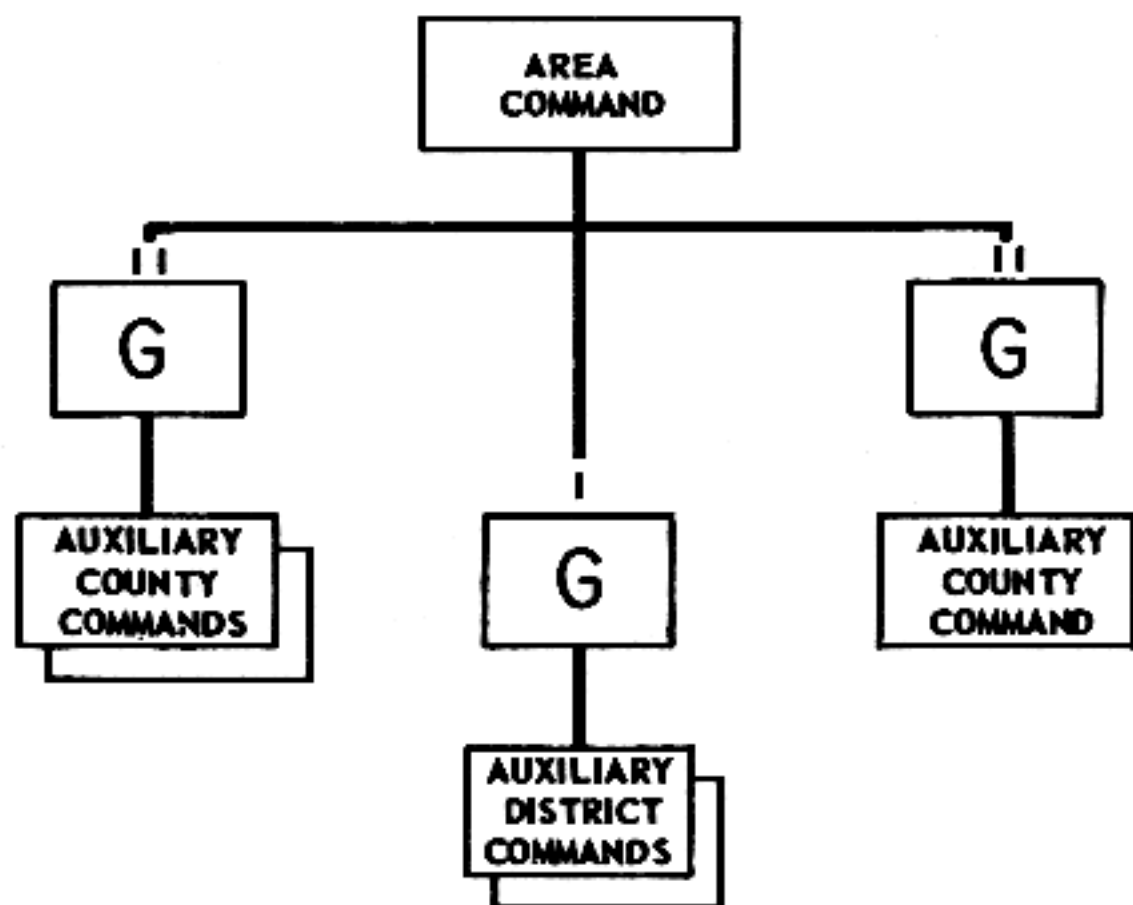 AREA
COMMAND
G
G
AUXILIARY
COUNTY
COMMANDS
G
AUXILIARY
COUNTY
COMMAND
AUXILIARY
DISTRICT
COMMANDS